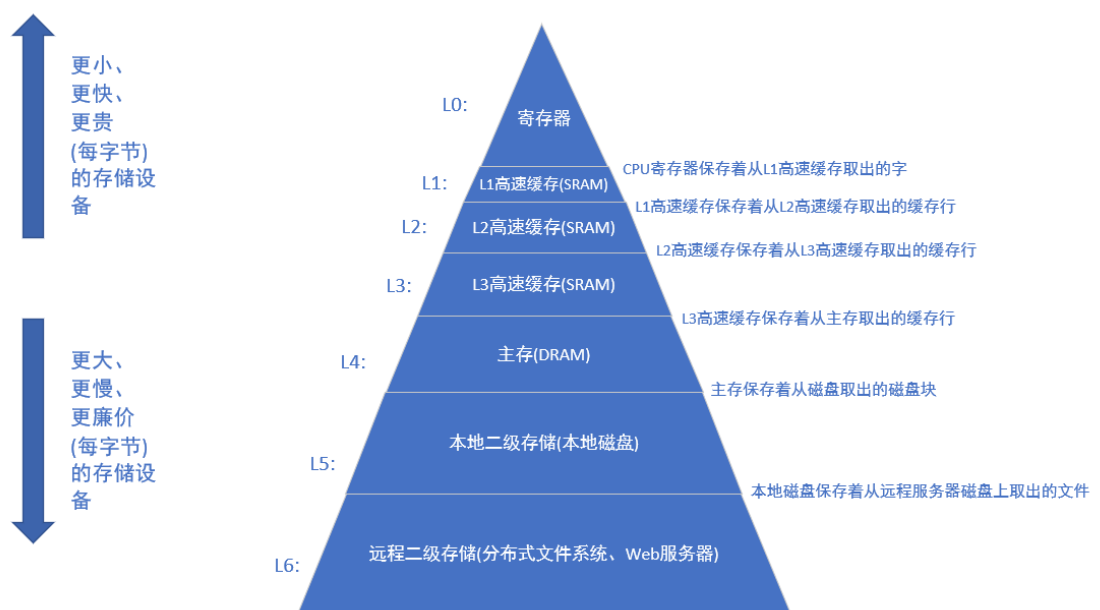 更小、
更快、
更贵
(每字节)
的存储设
备
更大、
更慢、
更廉价
(每字节)
的存储设
备
L0:
寄存器
CPU寄存器保存着从L1高速缓存取出的字
L1:
L1高速缓存(SRAM)
L1高速缓存保存着从L2高速缓存取出的缓存行
L2:
L2高速缓存(SRAM)
L2高速缓存保存着从L3高速缓存取出的缓存行
L3:
L3高速缓存(SRAM)
L3高速缓存保存着从主存取出的缓存行
L4:
主存(DRAM)
主存保存着从磁盘取出的磁盘块
L5:
本地二级存储(本地磁盘)
本地磁盘保存着从远程服务器磁盘上取出的文件
L6:
远程二级存储(分布式文件系统、Web服务器)